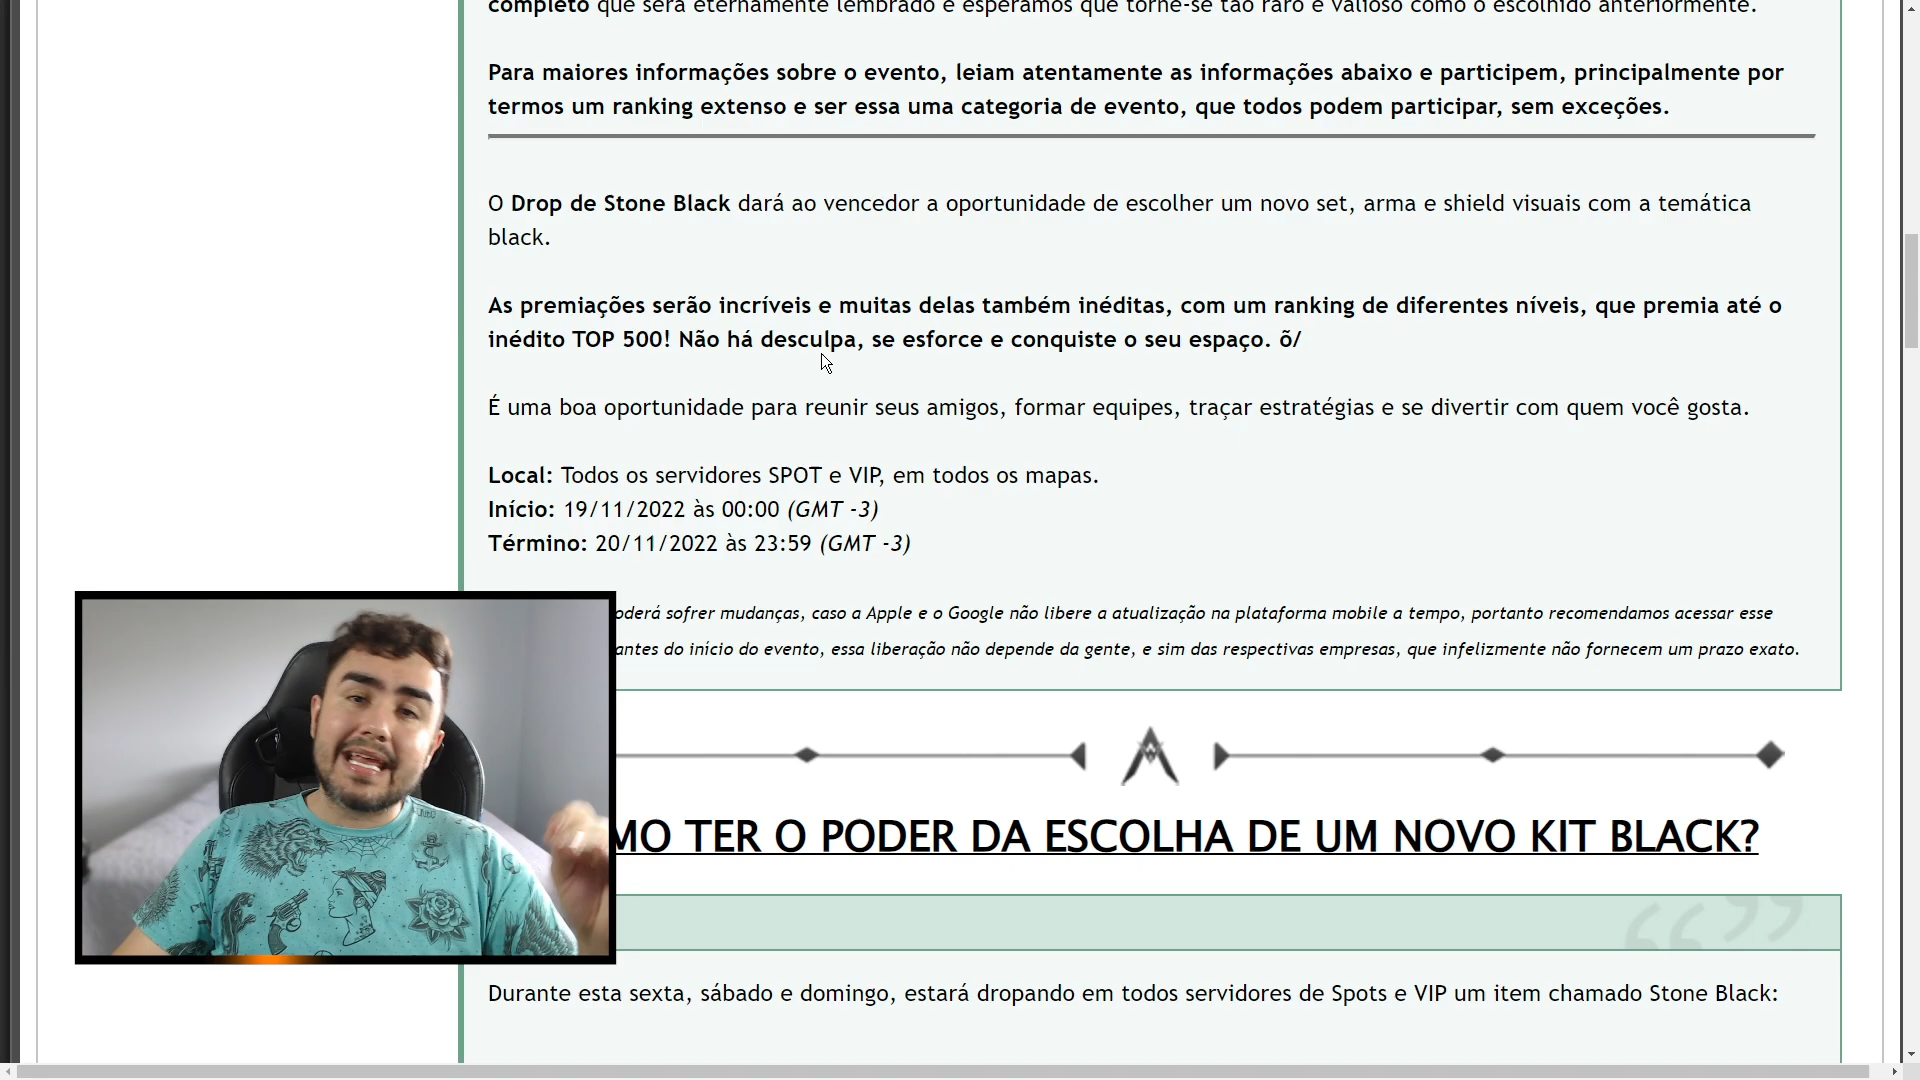 completo que será eternamente lembrado e esperamos que torne-se tão raro e valioso como o escolhido anteriormente.
Para maiores informações sobre o evento, leiam atentamente as informações abaixo e participem, principalmente por
termos um ranking extenso e ser essa uma categoria de evento, que todos podem participar, sem exceções.
O Drop de Stone Black dará ao vencedor a oportunidade de escolher um novo set, arma e shield visuais com a temática
black.
As premiações serão incríveis e muitas delas também inéditas, com um ranking de diferentes níveis, que premia até o
inédito TOP 500! Não há desculpa, se esforce e conquiste o seu espaço. õ/
É uma boa oportunidade para reunir seus amigos, formar equipes, traçar estratégias e se divertir com quem você gosta.
Local: Todos os servidores SPOT e VIP, em todos os mapas.
Início: 19/11/2022 às 00:00 (GMT -3)
Término: 20/11/2022 às 23:59 (GMT -3)
oderá sofrer mudanças, caso a Apple e o Google não libere a atualização na plataforma mobile a tempo, portanto recomendamos acessar esse
antes do início do evento, essa liberação não depende da gente, e sim das respectivas empresas, que infelizmente não fornecem um prazo exato.
MO TER O PODER DA ESCOLHA DE UM NOVO KIT BLACK?
Durante esta sexta, sábado e domingo, estará dropando em todos servidores de Spots e VIP um item chamado Stone Black: